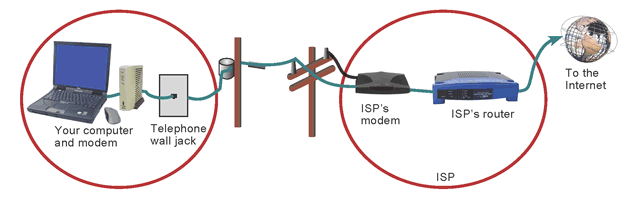 Your computer
and modem
Telephone
wall jack
ISP's
modem
ISP's router
To the
Internet
ISP